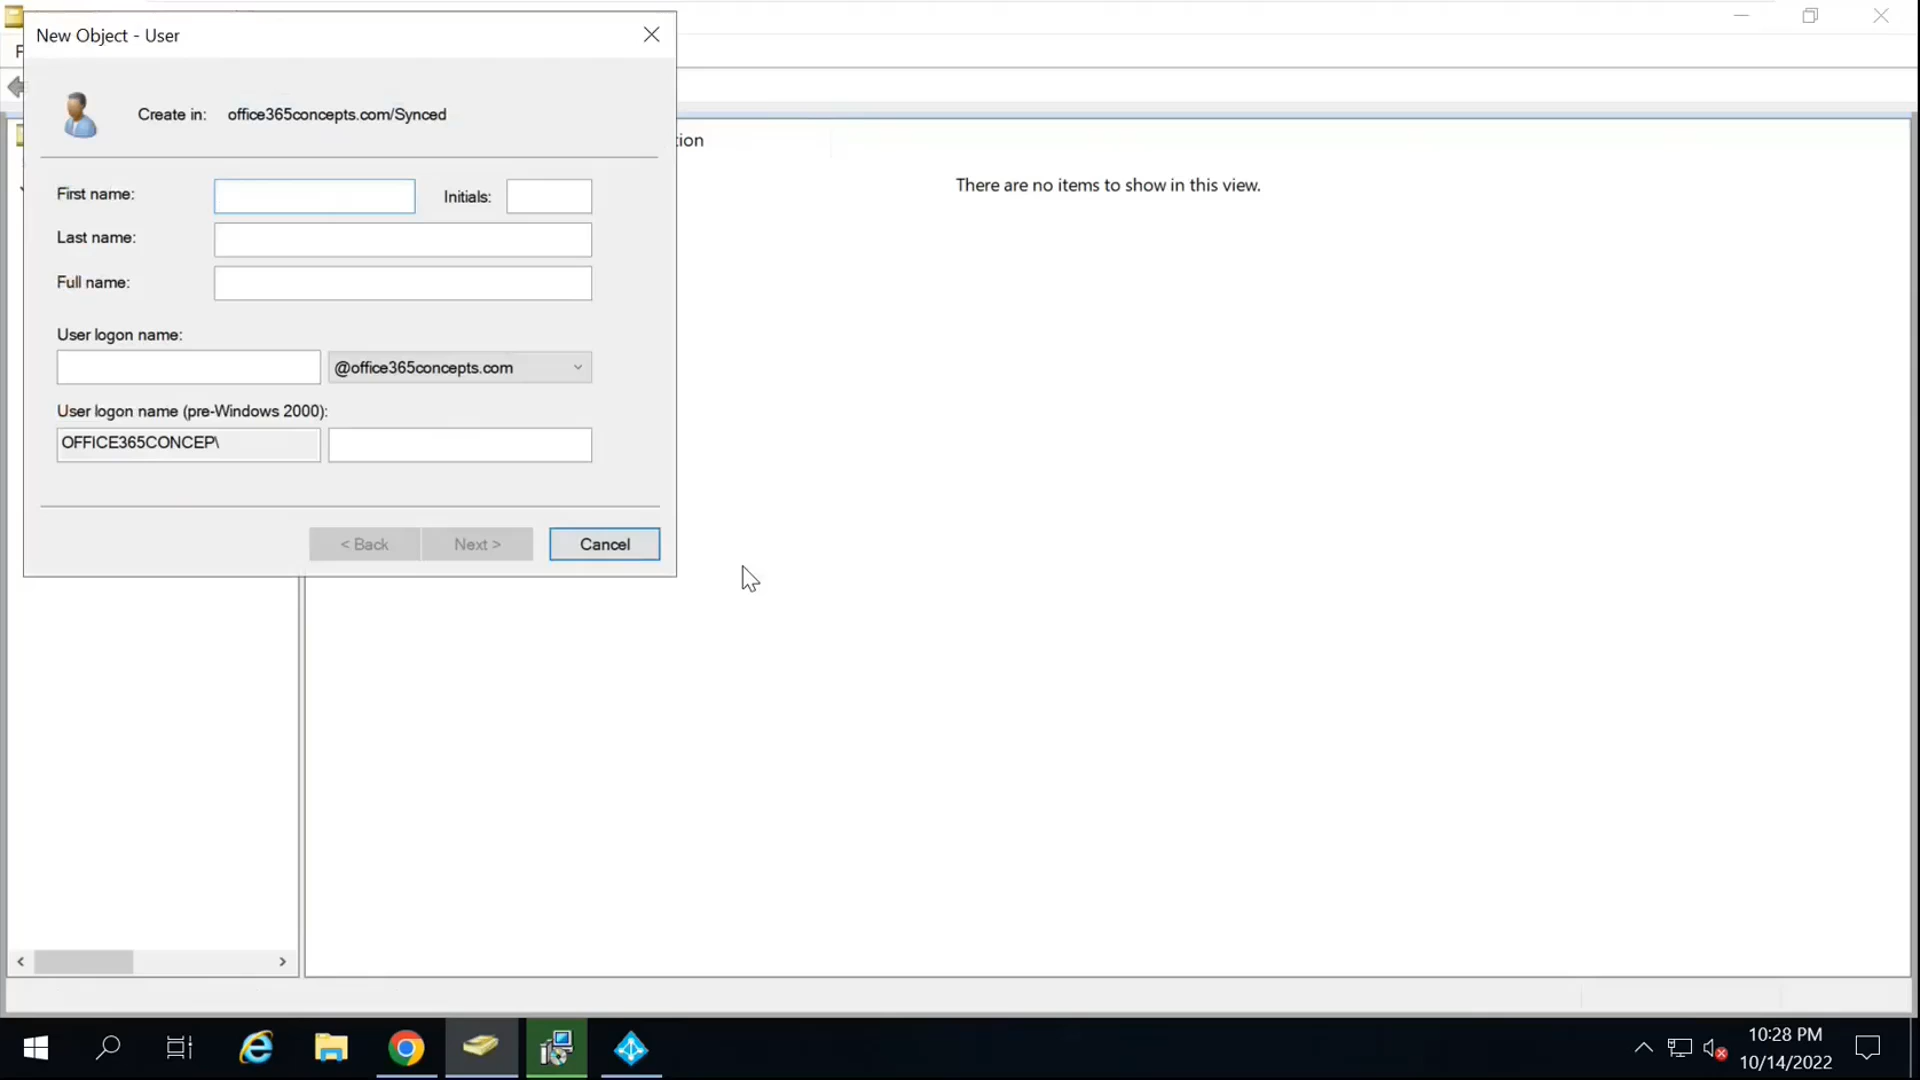 New Object - User
Create in: office365concepts.com/Synced
tion
There are no items to show in this view.
First name:
Initials:
Last name:
Full name:
User logon name:
@office365concepts.com
User logon name (pre-Windows 2000):
OFFICE365CONCEP\
< Back
Next >
Cancel
10:28 PM
10/14/2022